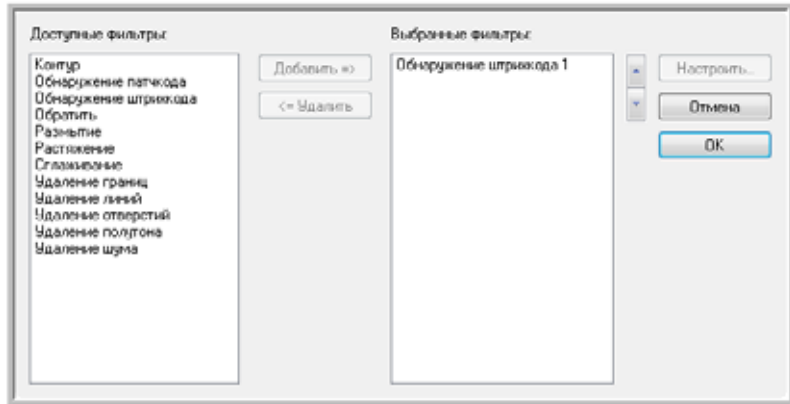 Доступные фильтры:
Контур
Обнаружение патчкода
Обнаружение штрихкода
Обратить
Размытие
Растяжение
Сглаживание
Удаление границ
Удаление линий
Удаление отверстий
Удаление полутона
Удаление шума
Добавить =>
<= Удалить
Выбранные фильтры:
Обнаружение штрихкода 1
Настроить...
Отмена
OK